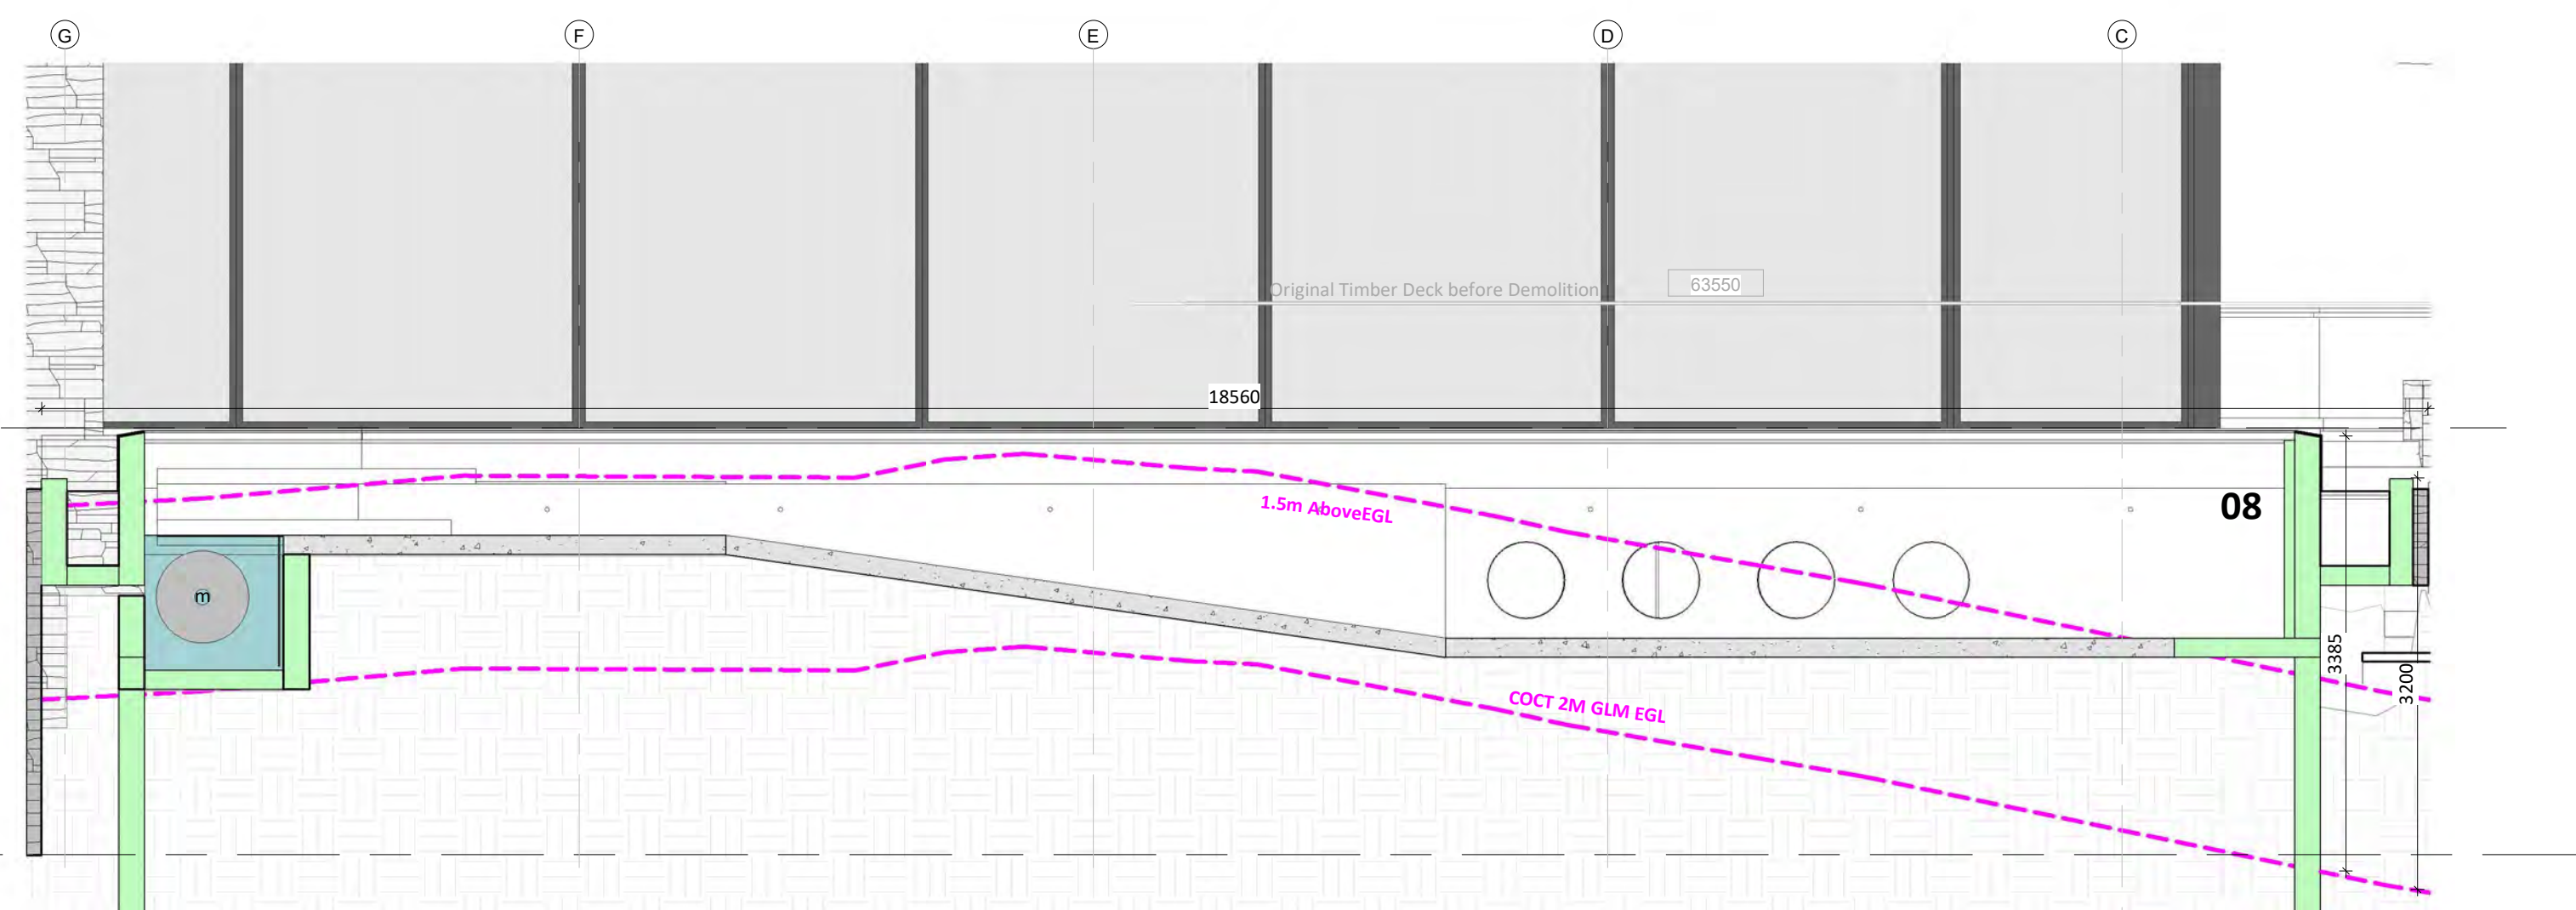 G F E D C
Original Timber Deck before Demolition 63550
18560
1.5m AboveEGL
08
m
3385
3200
COCT 2M GLM EGL